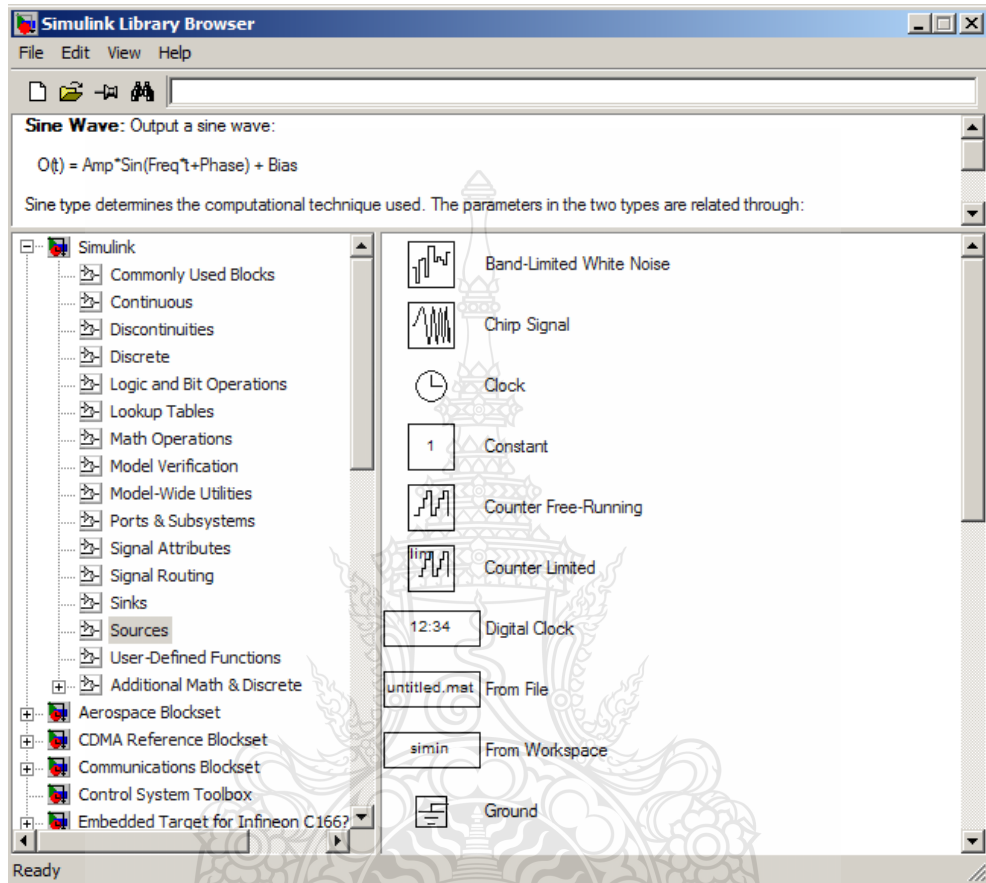 Simulink Library Browser
File Edit View Help
Sine Wave: Output a sine wave:
O(t) = Amp*Sin(Freq*t+Phase) + Bias
Sine type determines the computational technique used. The parameters in the two types are related through:
Simulink
Commonly Used Blocks
Continuous
Discontinuities
Discrete
Logic and Bit Operations
Lookup Tables
Math Operations
Model Verification
Model-Wide Utilities
Ports & Subsystems
Signal Attributes
Signal Routing
Sinks
Sources
User-Defined Functions
Additional Math & Discrete
Aerospace Blockset
CDMA Reference Blockset
Communications Blockset
Control System Toolbox
Embedded Target for Infineon C166?
Band-Limited White Noise
Chirp Signal
Clock
1 Constant
Counter Free-Running
lim Counter Limited
12:34 Digital Clock
untitled.mat From File
simin From Workspace
Ground
Ready